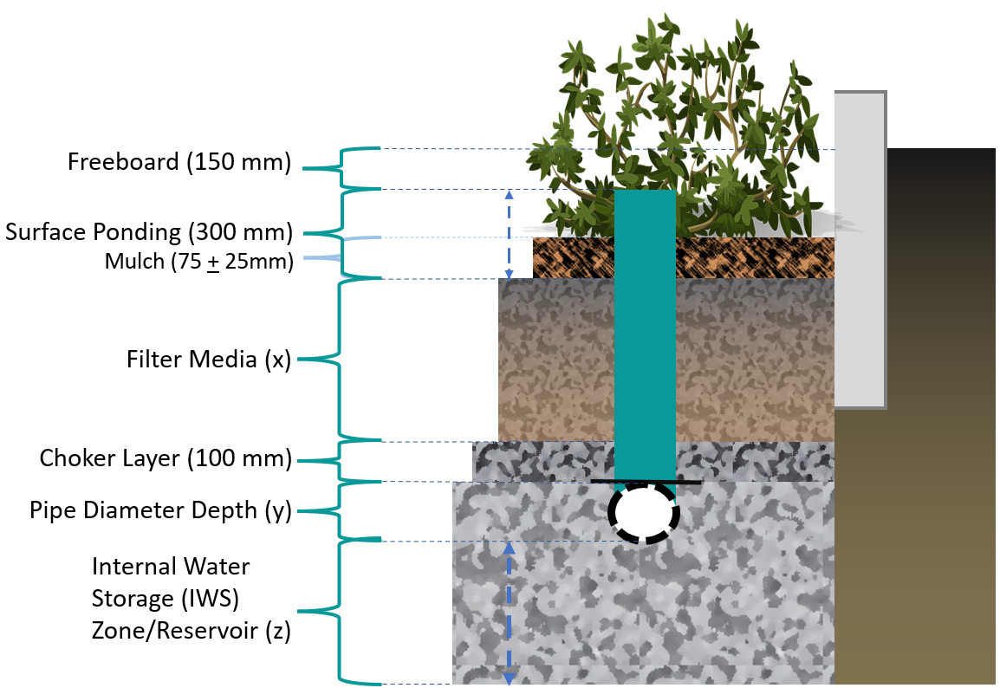 Freeboard (150 mm)
Surface Ponding (300 mm)
Mulch (75 ± 25mm)
Filter Media (x)
Choker Layer (100 mm)
Pipe Diameter Depth (y)
Internal Water
Storage (IWS)
Zone/Reservoir (z)